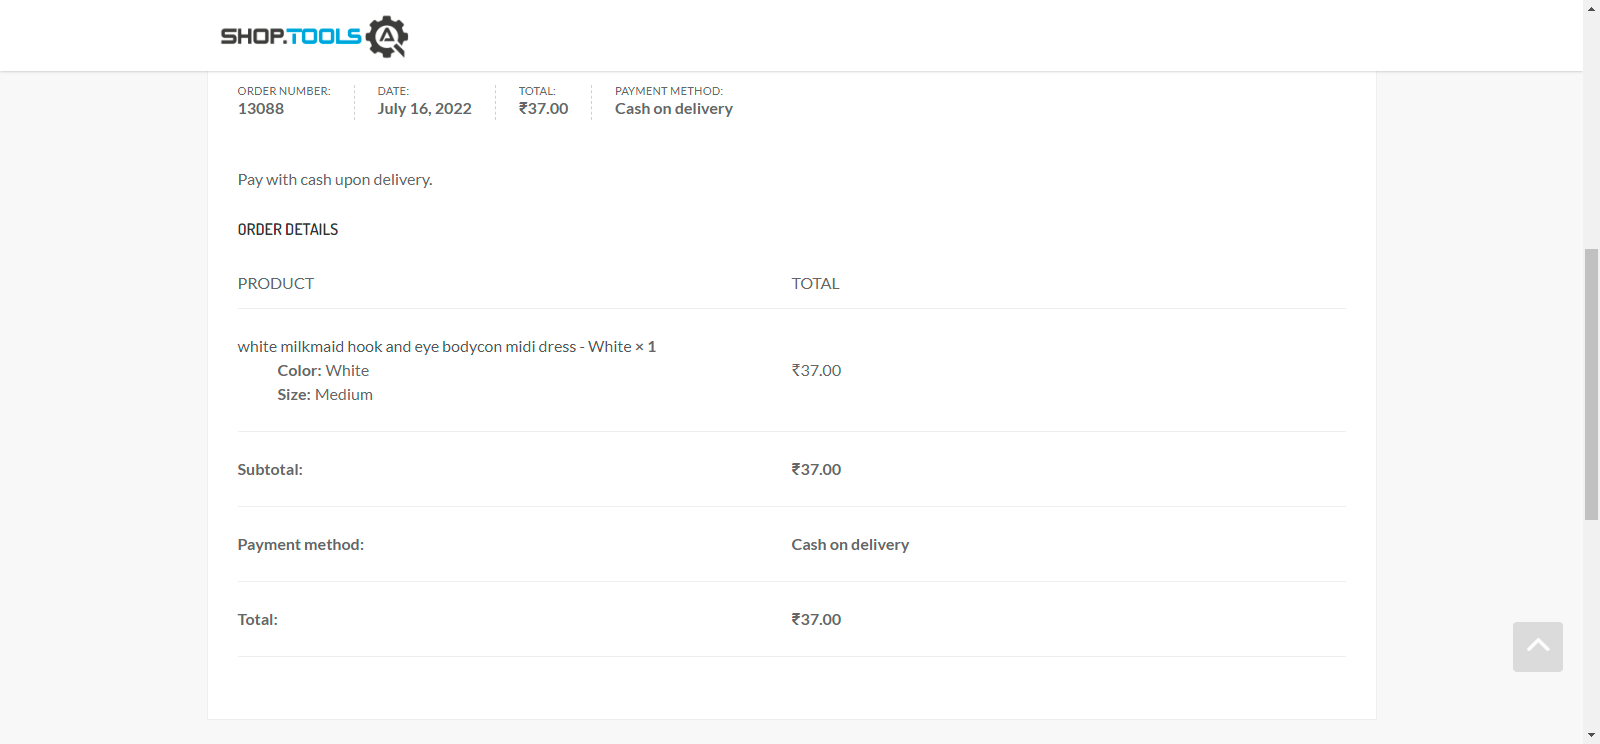 SHOP.TOOLS
ORDER NUMBER: DATE: TOTAL: PAYMENT METHOD:
13088 July 16, 2022 ₹37.00 Cash on delivery
Pay with cash upon delivery.
ORDER DETAILS
PRODUCT TOTAL
white milkmaid hook and eye bodycon midi dress - White × 1
Color: White ₹37.00
Size: Medium
Subtotal: ₹37.00
Payment method: Cash on delivery
Total: ₹37.00